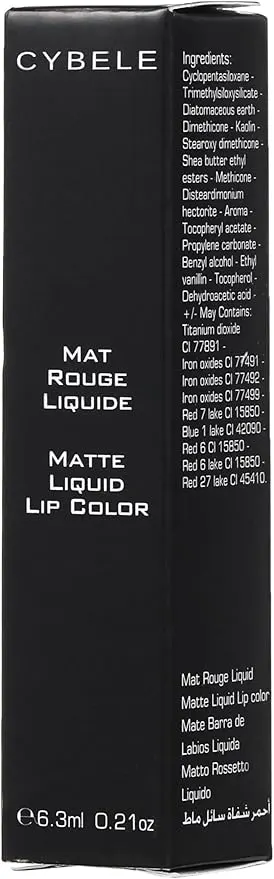 CYBELE
MAT
ROUGE
LIQUIDE
MATTE
LIQUID
LIP COLOR
℮6.3ml 0.21oz
Ingredients:
Cyclopentasiloxane -
Trimethylsiloxysilicate -
Diatomaceous earth -
Dimethicone - Kaolin -
Stearoxy dimethicone -
Shea butter ethyl
esters - Methicone -
Disteardimonium
hectorite - Aroma -
Tocopheryl acetate -
Propylene carbonate -
Benzyl alcohol - Ethyl
vanillin - Tocopherol -
Dehydroacetic acid -
+/- May Contains:
Titanium dioxide
CI 77891 -
Iron oxides CI 77491 -
Iron oxides CI 77492 -
Iron oxides CI 77499 -
Red 7 lake CI 15850 -
Blue 1 lake CI 42090 -
Red 6 CI 15850 -
Red 6 lake CI 15850 -
Red 27 lake CI 45410.
Mat Rouge Liquid
Matte Liquid Lip color
Mate Barra de
Labios Liquida
Matto Rossetto
Liquido
أحمر شفاة سائل ماط